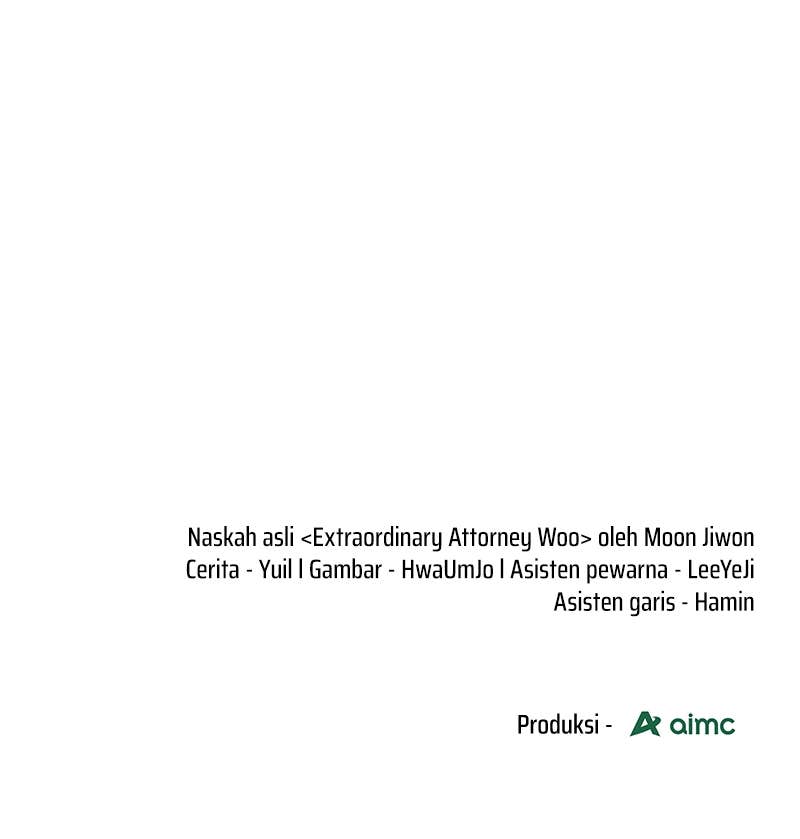 Naskah asli <Extraordinary Attorney Woo> oleh Moon Jiwon
Cerita - Yuil l Gambar - HwaUmJo l Asisten pewarna - LeeYeJi
Asisten garis - Hamin
Produksi - aimc